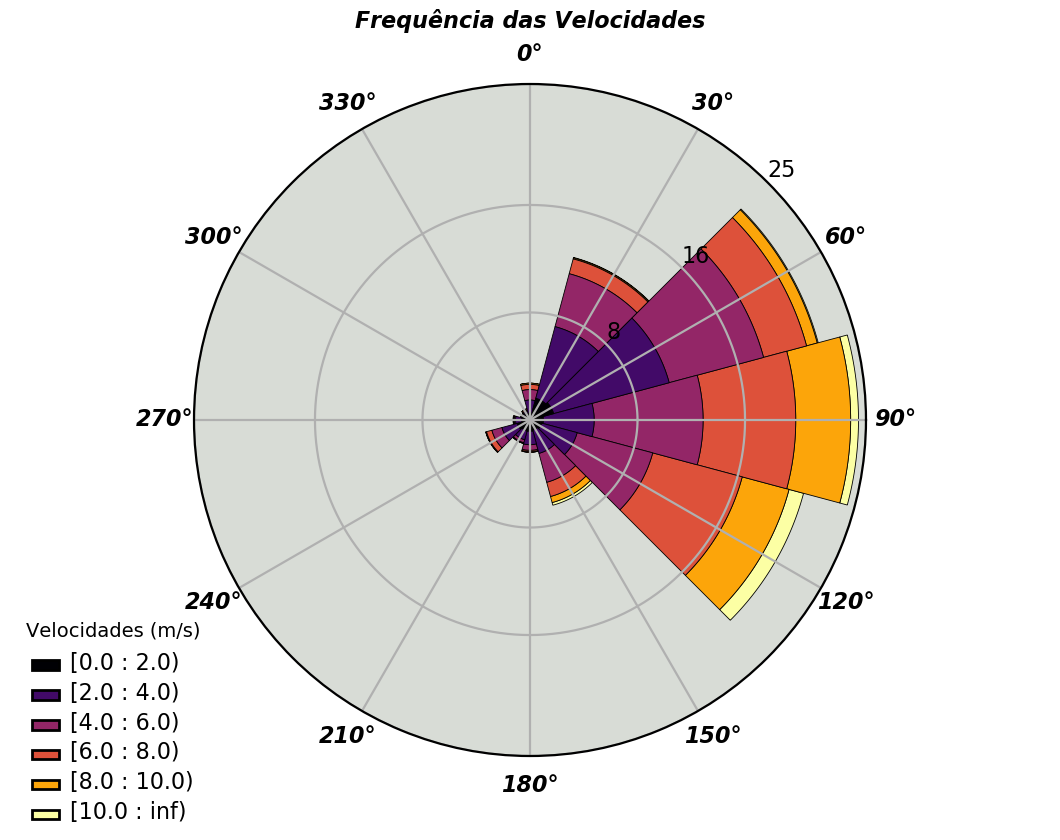 Frequência das Velocidades
0°
330°
30°
25
300°
60°
16
8
270°
90°
240°
120°
210°
150°
180°
Velocidades (m/s)
[0.0 : 2.0)
[2.0 : 4.0)
[4.0 : 6.0)
[6.0 : 8.0)
[8.0 : 10.0)
[10.0 : inf)